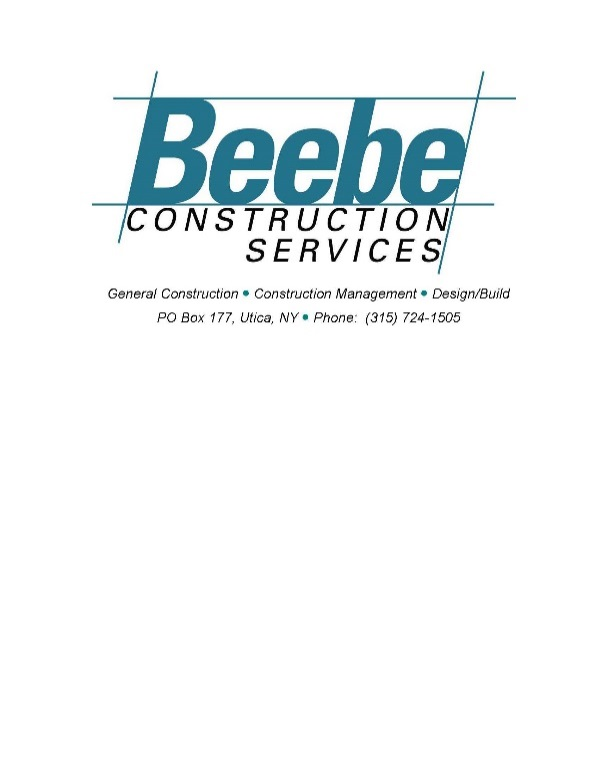 Beebe
CONSTRUCTION
SERVICES
General Construction • Construction Management • Design/Build
PO Box 177, Utica, NY • Phone: (315) 724-1505